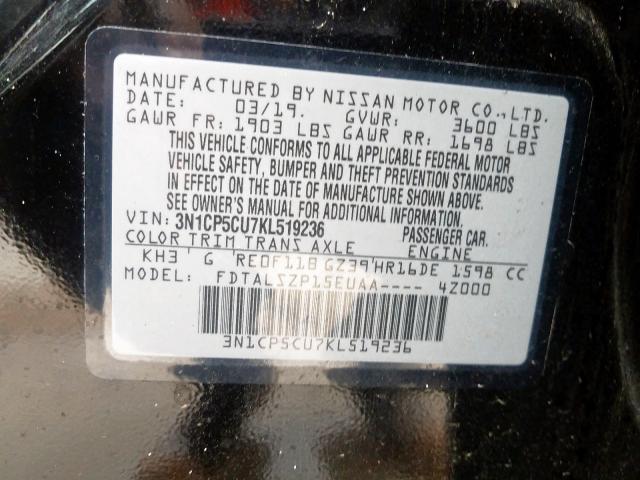 MANUFACTURED BY NISSAN MOTOR CO., LTD.
DATE: 03/19. GVWR: 3600 LBS
GAWR FR: 1903 LBS GAWR RR: 1698 LBS
THIS VEHICLE CONFORMS TO ALL APPLICABLE FEDERAL MOTOR
VEHICLE SAFETY, BUMPER AND THEFT PREVENTION STANDARDS
IN EFFECT ON THE DATE OF MANUFACTURE SHOWN ABOVE.
SEE OWNER'S MANUAL FOR ADDITIONAL INFORMATION.
VIN: 3N1CP5CU7KL519236 PASSENGER CAR.
COLOR TRIM TRANS AXLE ENGINE
KH3 G RE0F11B GZ39 HR16DE 1598 CC
MODEL: FDTALSZP15EUAA---- 4Z000
3N1CP5CU7KL519236